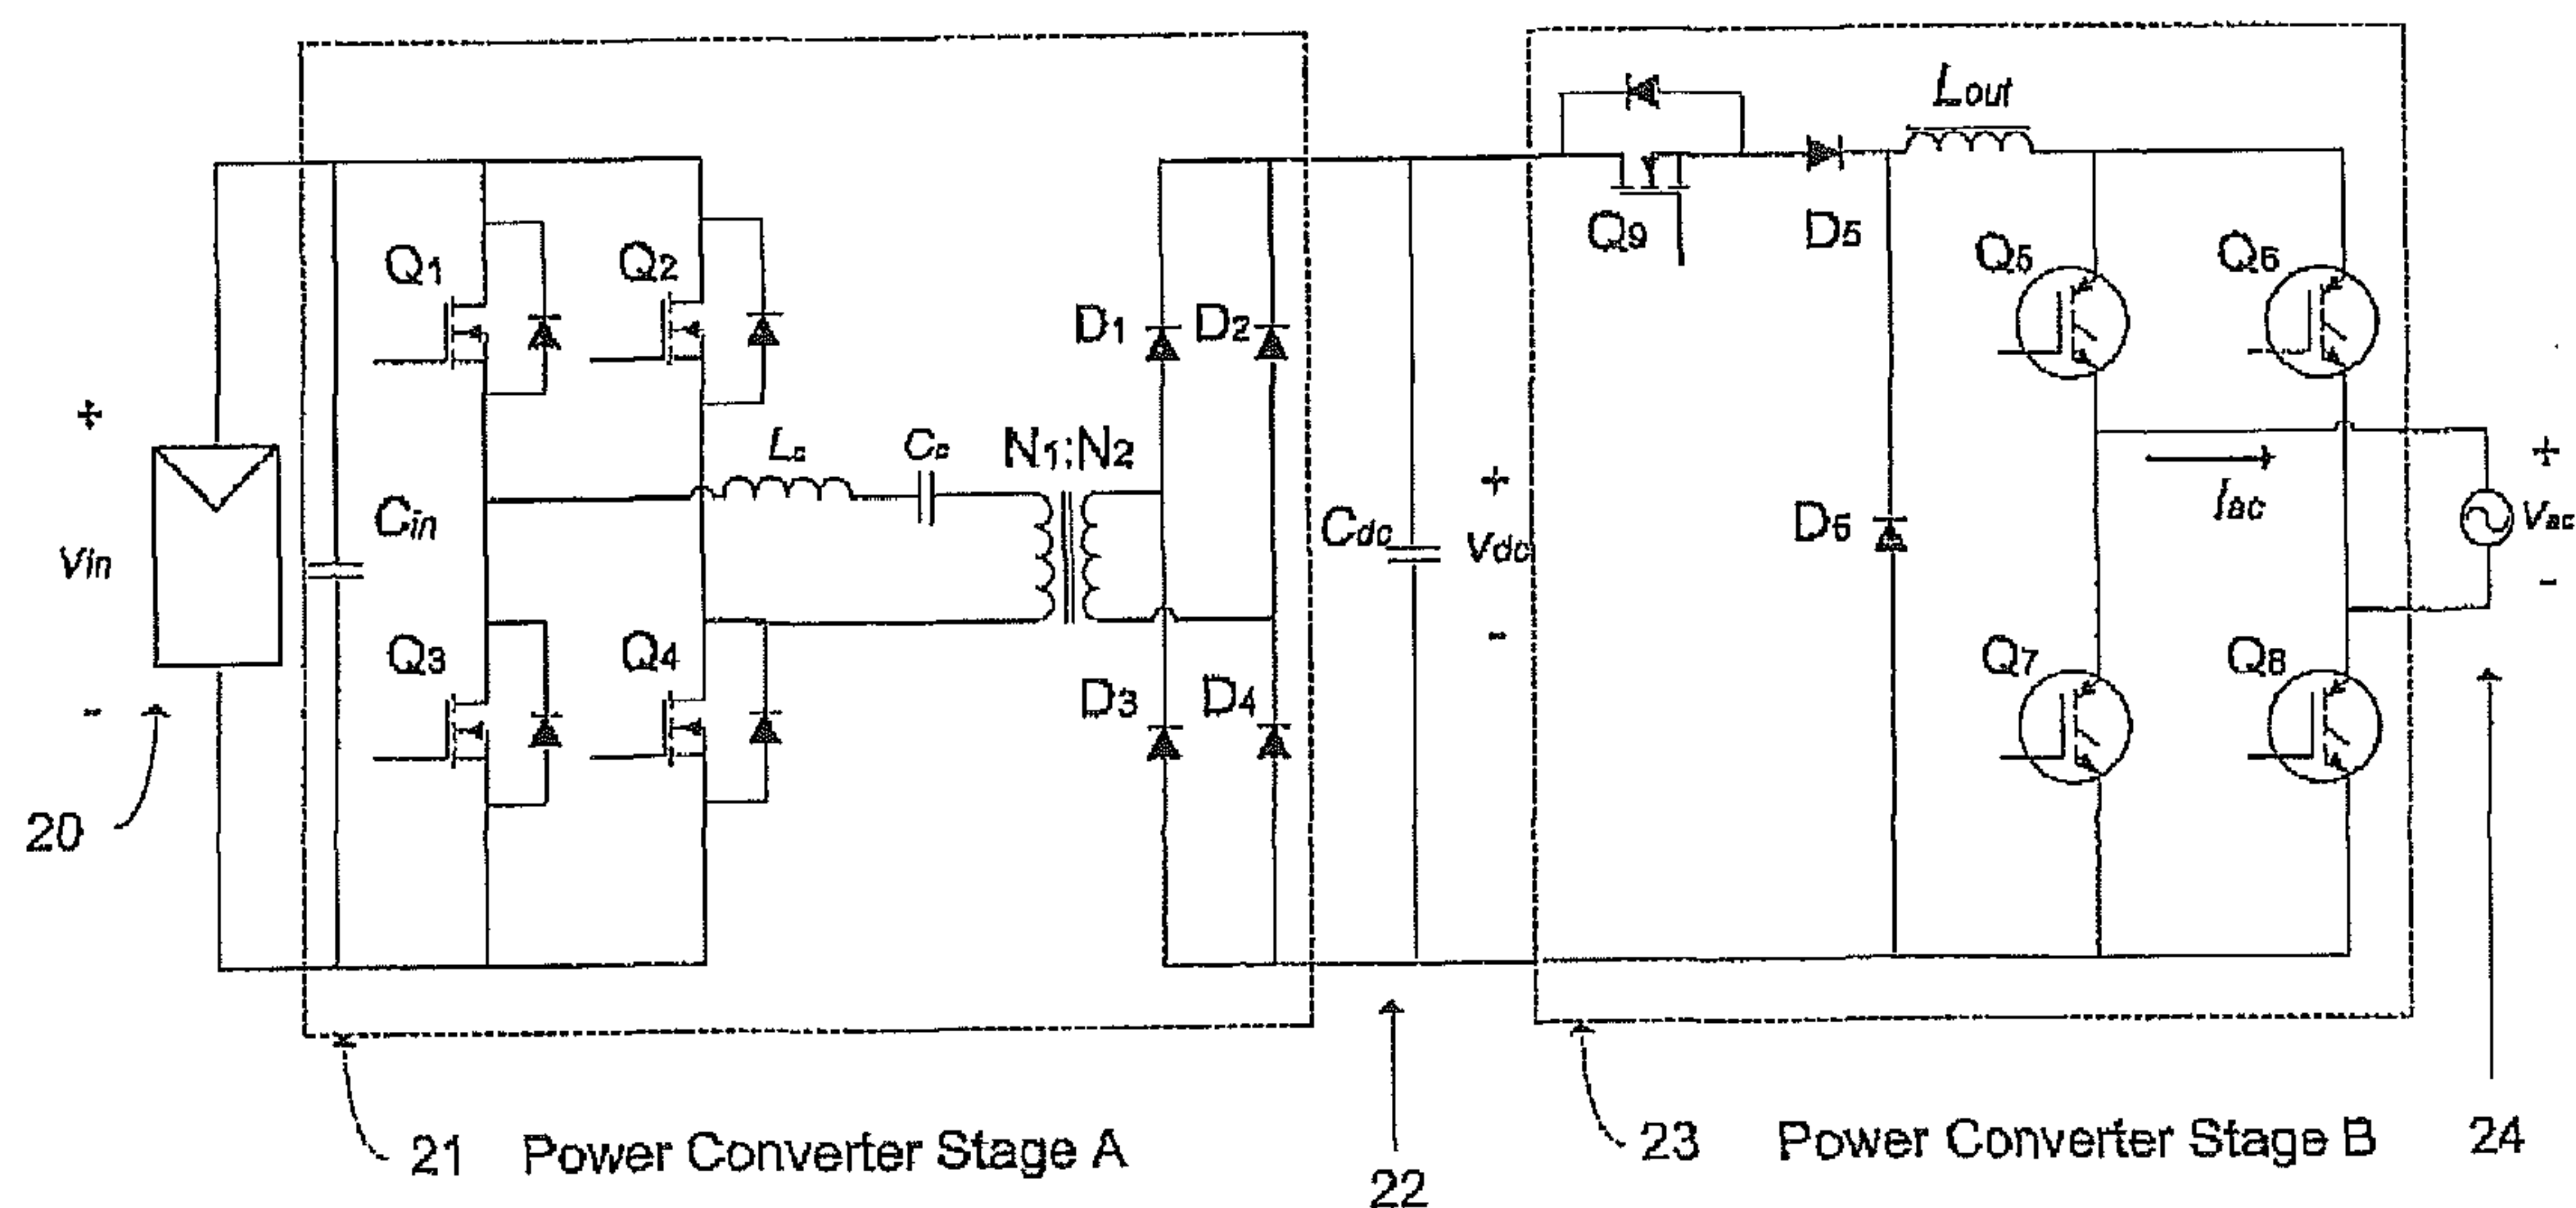 Lout
Q1
Q2
Q9
D5
Q5
Q6
D1
D2
+
Lc
Cc
N1:N2
Cin
Vin
Cdc
+
Vdc
-
D6
Iac
+
Vac
-
Q3
Q4
D3
D4
Q7
Q8
-
20
21 Power Converter Stage A
22
23 Power Converter Stage B
24